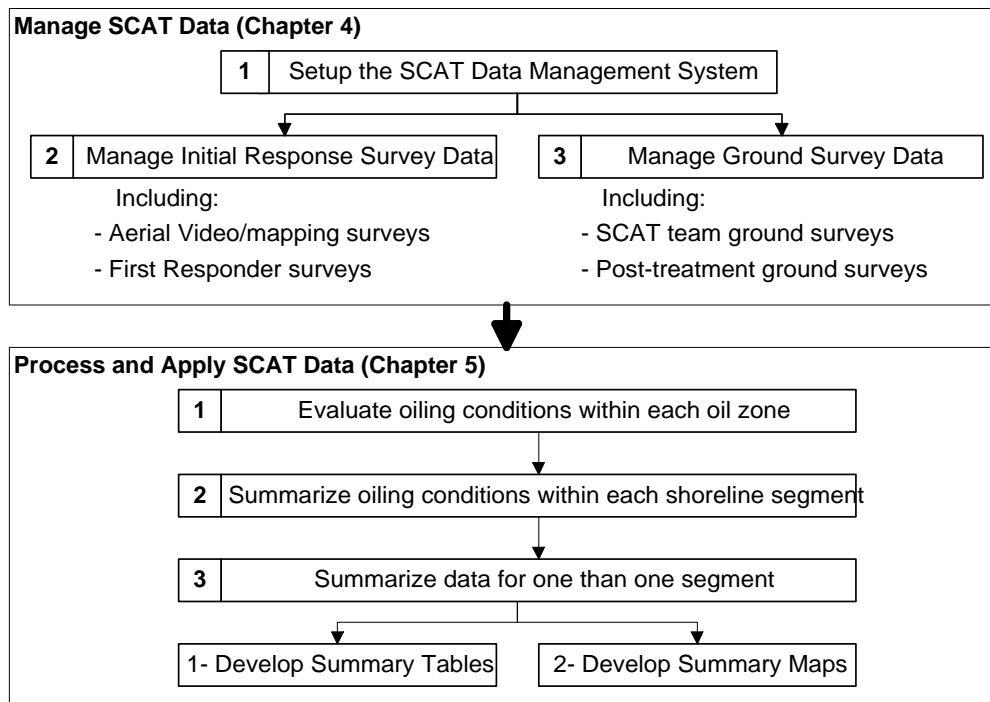 Manage SCAT Data (Chapter 4)
1 Setup the SCAT Data Management System
2 Manage Initial Response Survey Data
Including:
- Aerial Video/mapping surveys
- First Responder surveys
3 Manage Ground Survey Data
Including:
- SCAT team ground surveys
- Post-treatment ground surveys
Process and Apply SCAT Data (Chapter 5)
1 Evaluate oiling conditions within each oil zone
2 Summarize oiling conditions within each shoreline segment
3 Summarize data for one than one segment
1- Develop Summary Tables
2- Develop Summary Maps